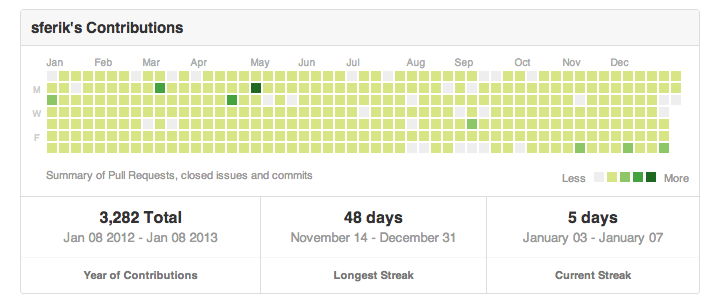 sferik's Contributions
Jan Feb Mar Apr May Jun Jul Aug Sep Oct Nov Dec
M
W
F
Summary of Pull Requests, closed issues and commits
Less More
3,282 Total 48 days 5 days
Jan 08 2012 - Jan 08 2013 November 14 - December 31 January 03 - January 07
Year of Contributions Longest Streak Current Streak